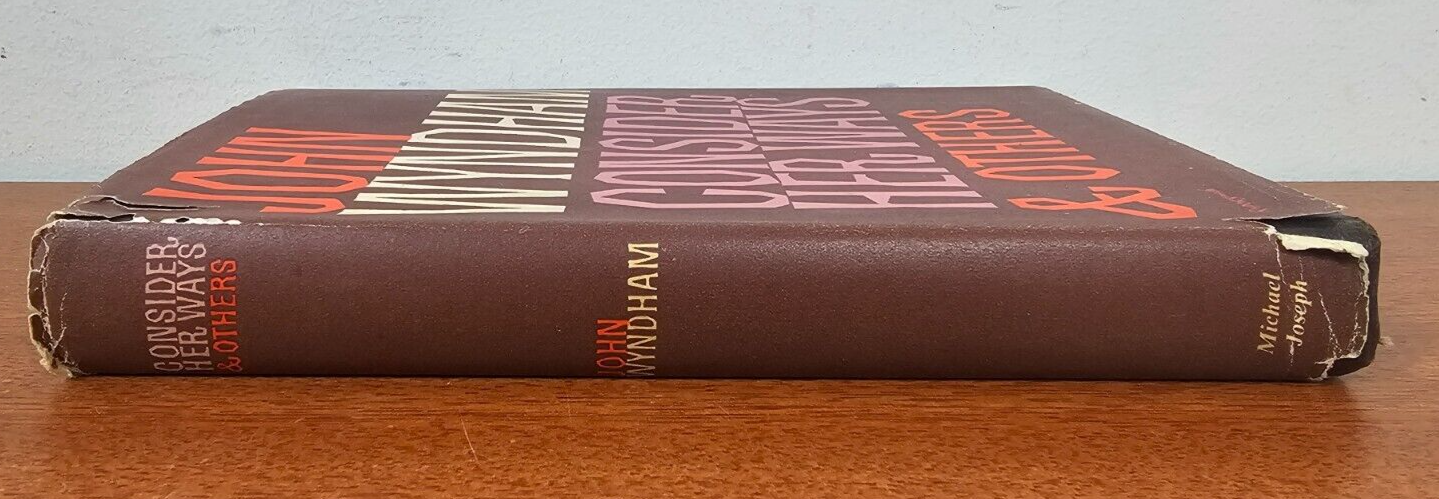 JOHN
WYNDHAM
CONSIDER
HER WAYS
& OTHERS
CONSIDER
HER WAYS
& OTHERS
JOHN
WYNDHAM
Michael
Joseph